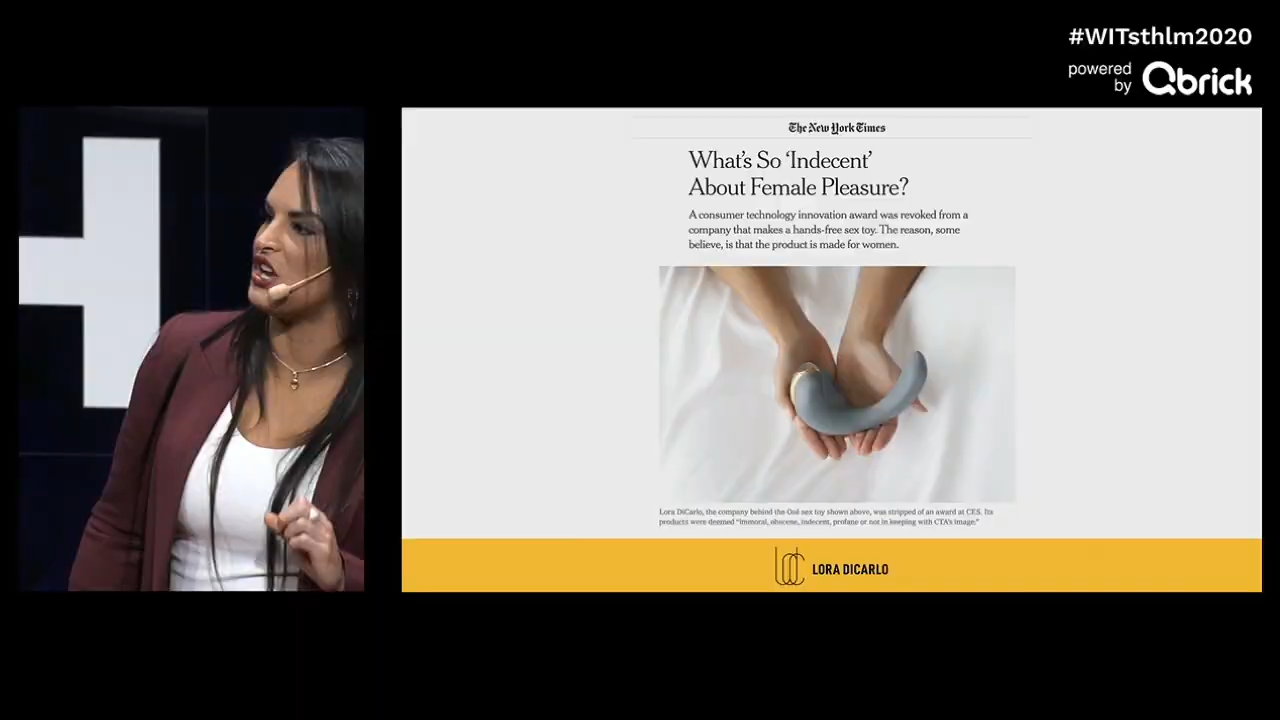 #WITsthlm2020
powered
by Qbrick
The New York Times
What's So 'Indecent'
About Female Pleasure?
A consumer technology innovation award was revoked from a
company that makes a hands-free sex toy. The reason, some
believe, is that the product is made for women.
Lora DiCarlo, the company behind the Osé sex toy shown above, was stripped of an award at CES. Its
products were deemed "immoral, obscene, indecent, profane or not in keeping with CTA's image."
LORA DICARLO